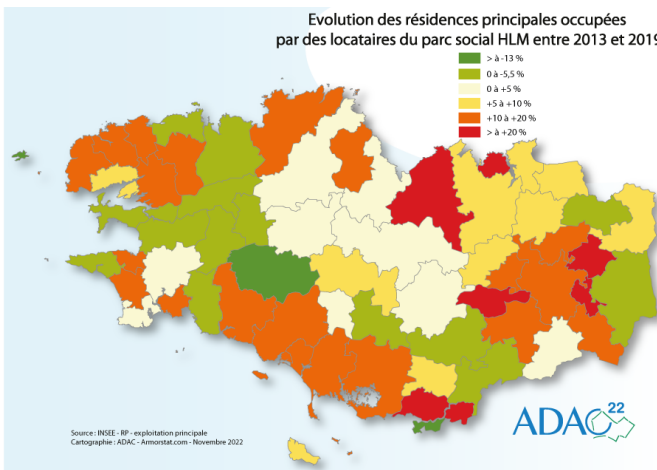 Evolution des résidences principales occupées
par des locataires du parc social HLM entre 2013 et 2019
> à -13 %
0 à -5,5 %
0 à +5 %
+5 à +10 %
+10 à +20 %
> à +20 %
Source : INSEE - RP - exploitation principale
Cartographie : ADAC - Armorstat.com - Novembre 2022
ADAC 22